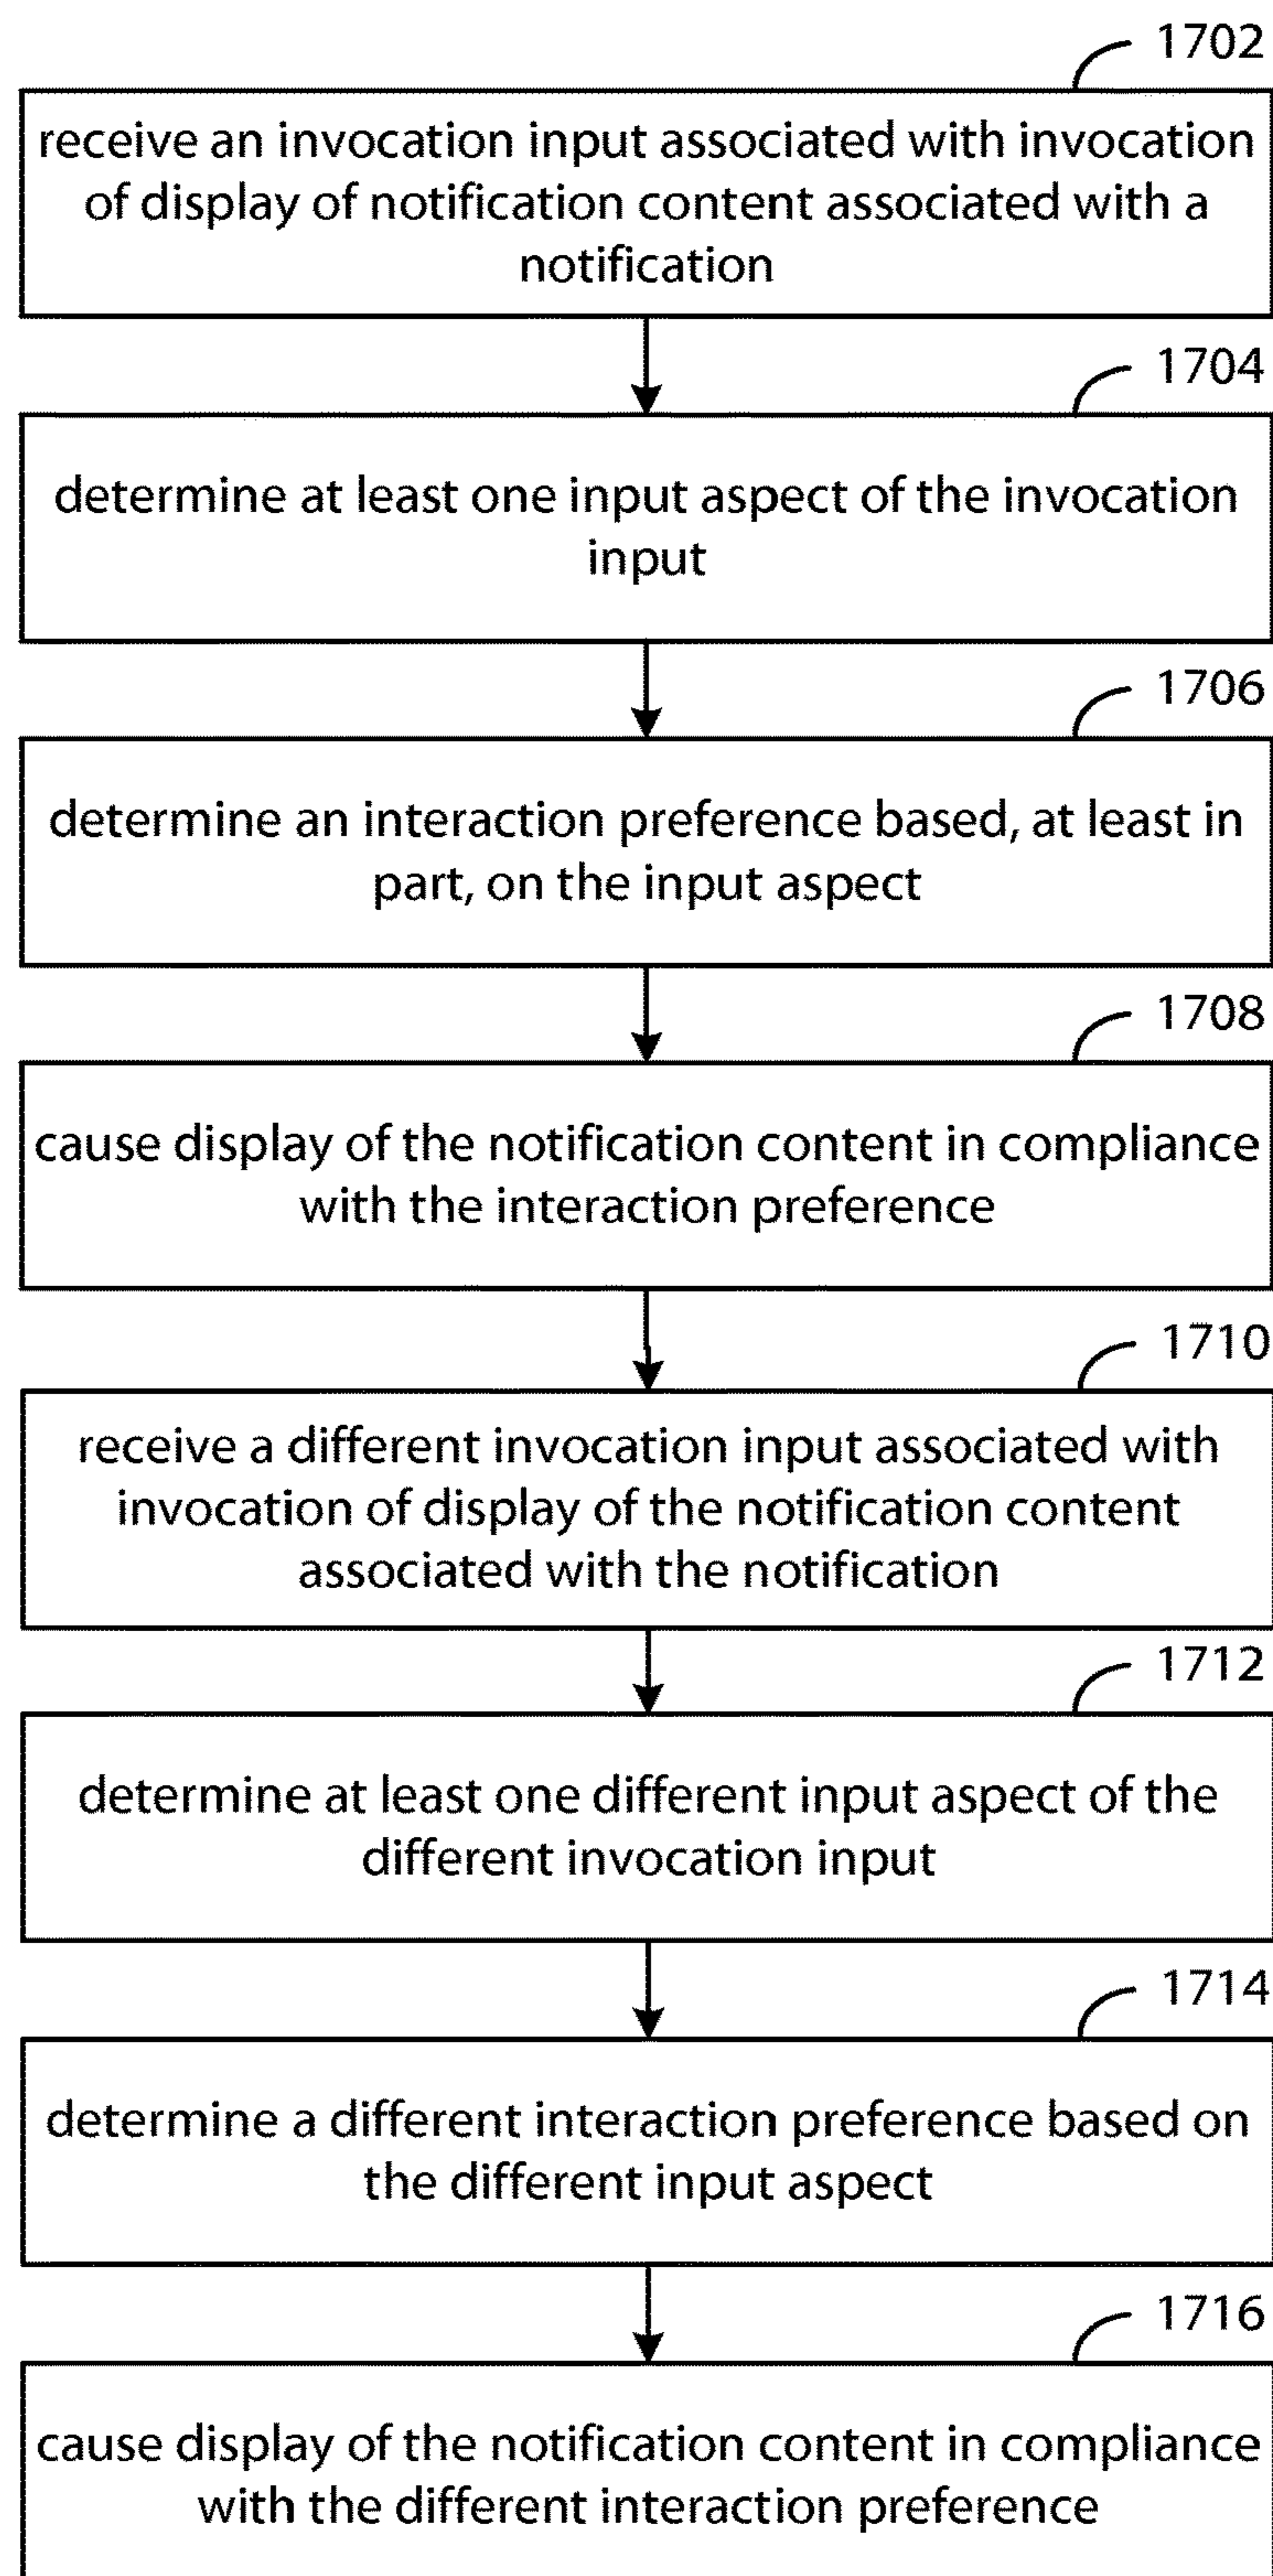 1702
receive an invocation input associated with invocation
of display of notification content associated with a
notification
1704
determine at least one input aspect of the invocation
input
1706
determine an interaction preference based, at least in
part, on the input aspect
1708
cause display of the notification content in compliance
with the interaction preference
1710
receive a different invocation input associated with
invocation of display of the notification content
associated with the notification
1712
determine at least one different input aspect of the
different invocation input
1714
determine a different interaction preference based on
the different input aspect
1716
cause display of the notification content in compliance
with the different interaction preference